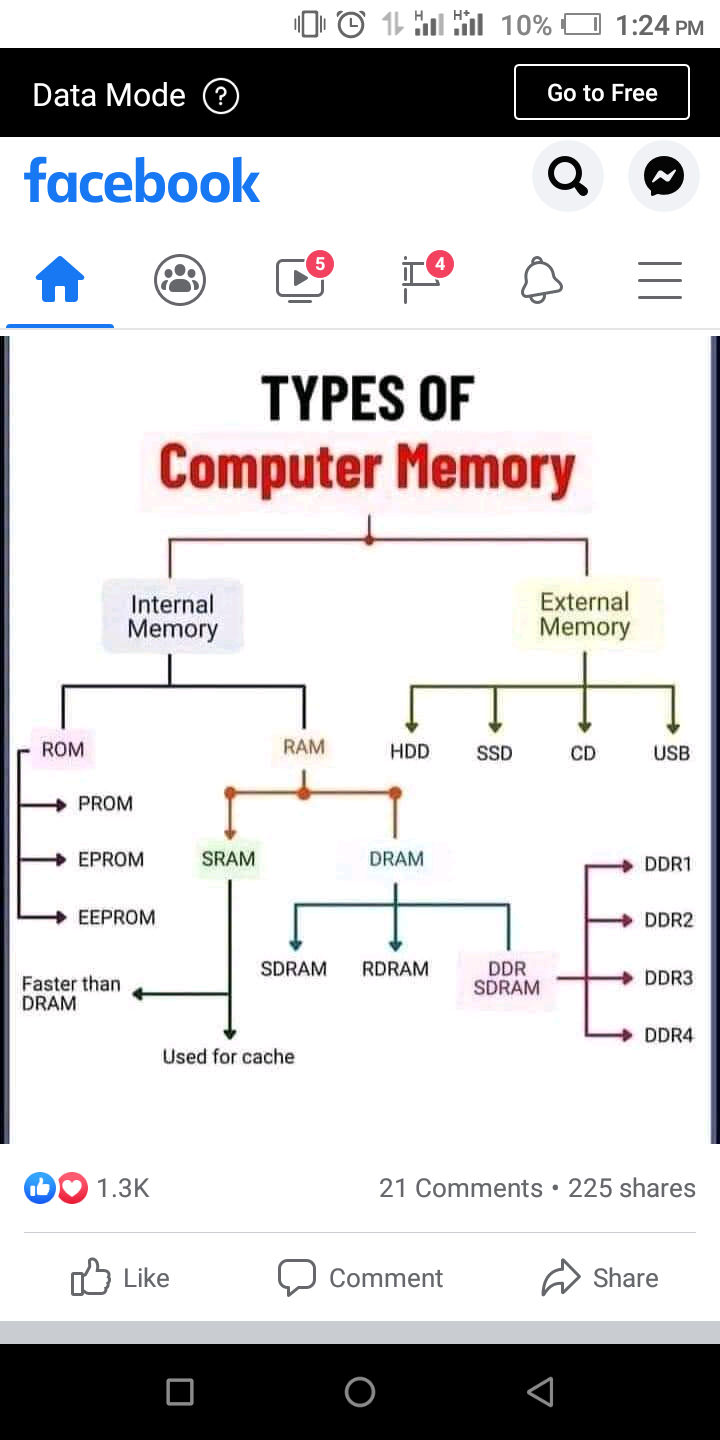 H H+ 10% 1:24 PM
Data Mode ? Go to Free
facebook
5 4
TYPES OF
Computer Memory
Internal
Memory
External
Memory
ROM
RAM
HDD
SSD
CD
USB
PROM
EPROM
EEPROM
SRAM
DRAM
Faster than
DRAM
Used for cache
SDRAM
RDRAM
DDR
SDRAM
DDR1
DDR2
DDR3
DDR4
1.3K
21 Comments • 225 shares
Like
Comment
Share